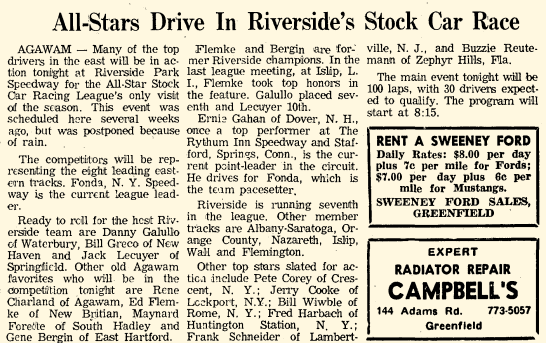 All-Stars Drive In Riverside's Stock Car Race
AGAWAM — Many of the top
drivers in the east will be in ac-
tion tonight at Riverside Park
Speedway for the All-Star Stock
Car Racing League's only visit
of the season. This event was
scheduled here several weeks
ago, but was postponed because
of rain.
The competitors will be rep-
resenting the eight leading east-
ern tracks. Fonda, N. Y. Speed-
way is the current league lead-
er.
Ready to roll for the host Riv-
erside team are Danny Galullo
of Waterbury, Bill Greco of New
Haven and Jack Lecuyer of
Springfield. Other old Agawam
favorites who will be in the
competition tonight are Rene
Charland of Agawam, Ed Flem-
ke of New Britian, Maynard
Forette of South Hadley and
Gene Bergin of East Hartford.
Flemke and Bergin are for-
mer Riverside champions. In the
last league meeting, at Islip, L.
I., Flemke took top honors in
the feature. Galullo placed sev-
enth and Lecuyer 10th.
Ernie Gahan of Dover, N. H.,
once a top performer at The
Rythum Inn Speedway and Staf-
ford, Springs, Conn., is the cur-
rent point-leader in the circuit.
He drives for Fonda, which is
the team pacesetter.
Riverside is running seventh
in the league. Other member
tracks are Albany-Saratoga, Or-
ange County, Nazareth, Islip,
Wall and Flemington.
Other top stars slated for ac-
tion include Pete Corey of Cres-
cent, N. Y.; Jerry Cooke of
Lockport, N.Y.; Bill Wimble of
Rome, N. Y.; Fred Harbach of
Huntington Station, N. Y.;
Frank Schneider of Lambert-
ville, N. J., and Buzzie Reute-
mann of Zephyr Hills, Fla.
The main event tonight will be
100 laps, with 30 drivers expect-
ed to qualify. The program will
start at 8:15.
RENT A SWEENEY FORD
Daily Rates: $8.00 per day
plus 7c per mile for Fords;
$7.00 per day plus 6c per
mile for Mustangs.
SWEENEY FORD SALES,
GREENFIELD
EXPERT
RADIATOR REPAIR
CAMPBELL'S
144 Adams Rd. 773-5057
Greenfield